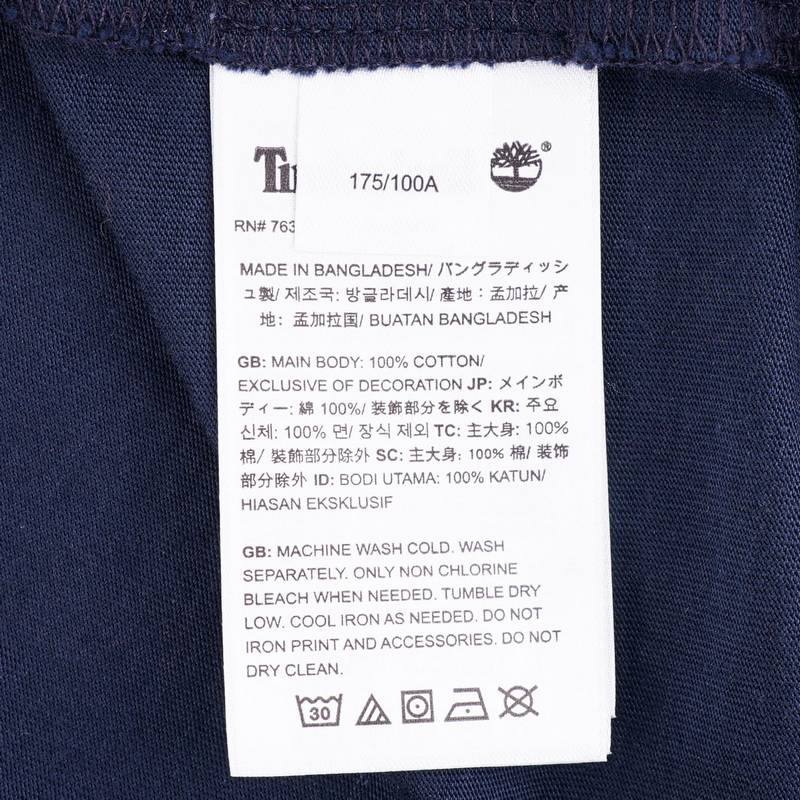 175/100A
RN# 763
MADE IN BANGLADESH/ バングラディッシ
ュ製/ 제조국: 방글라데시/ 產地：孟加拉/ 产
地：孟加拉国/ BUATAN BANGLADESH
GB: MAIN BODY: 100% COTTON/
EXCLUSIVE OF DECORATION JP: メインボ
ディー: 綿 100%/ 装飾部分を除く KR: 주요
신체: 100% 면/ 장식 제외 TC: 主大身: 100%
棉/ 裝飾部分除外 SC: 主大身: 100% 棉/ 装饰
部分除外 ID: BODI UTAMA: 100% KATUN/
HIASAN EKSKLUSIF
GB: MACHINE WASH COLD. WASH
SEPARATELY. ONLY NON CHLORINE
BLEACH WHEN NEEDED. TUMBLE DRY
LOW. COOL IRON AS NEEDED. DO NOT
IRON PRINT AND ACCESSORIES. DO NOT
DRY CLEAN.
30